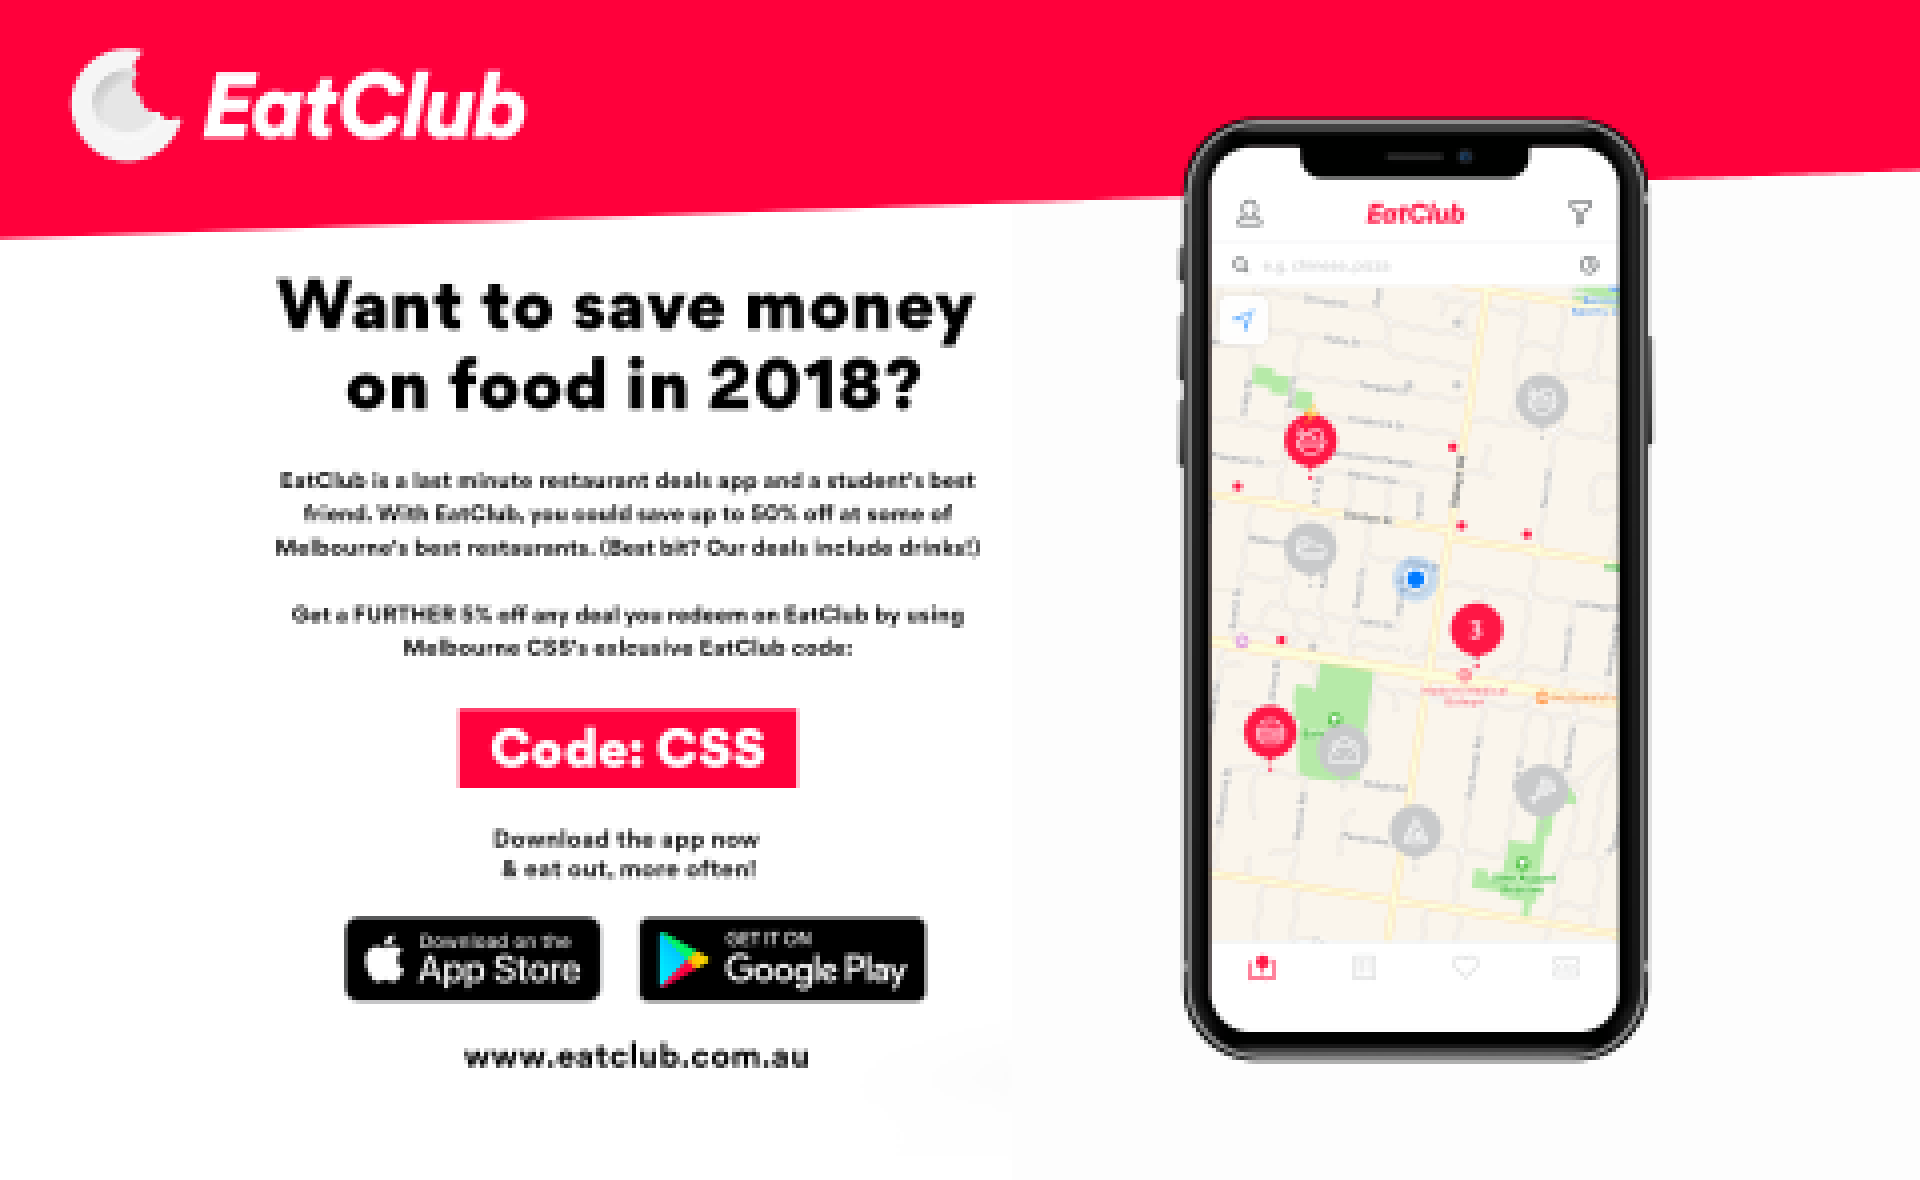 EatClub
Want to save money
on food in 2018?
EatClub is a last minute restaurant deals app and a student's best
friend. With EatClub, you could save up to 50% off at some of
Melbourne's best restaurants. (Best bit? Our deals include drinks!)
Get a FURTHER 5% off any deal you redeem on EatClub by using
Melbourne CSS's exlcusive EatClub code:
Code: CSS
Download the app now
& eat out, more often!
Download on the
App Store
GET IT ON
Google Play
www.eatclub.com.au
EatClub
e.g. chinese, pizza
3